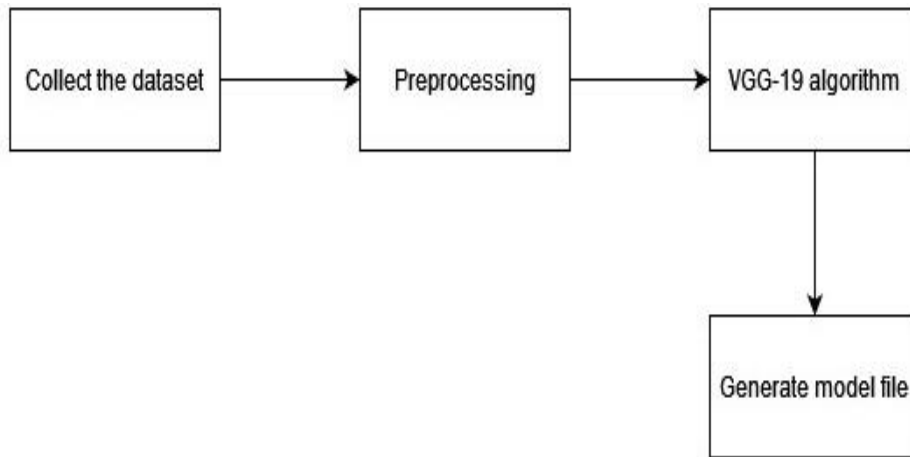 Collect the dataset
Preprocessing
VGG-19 algorithm
Generate model file